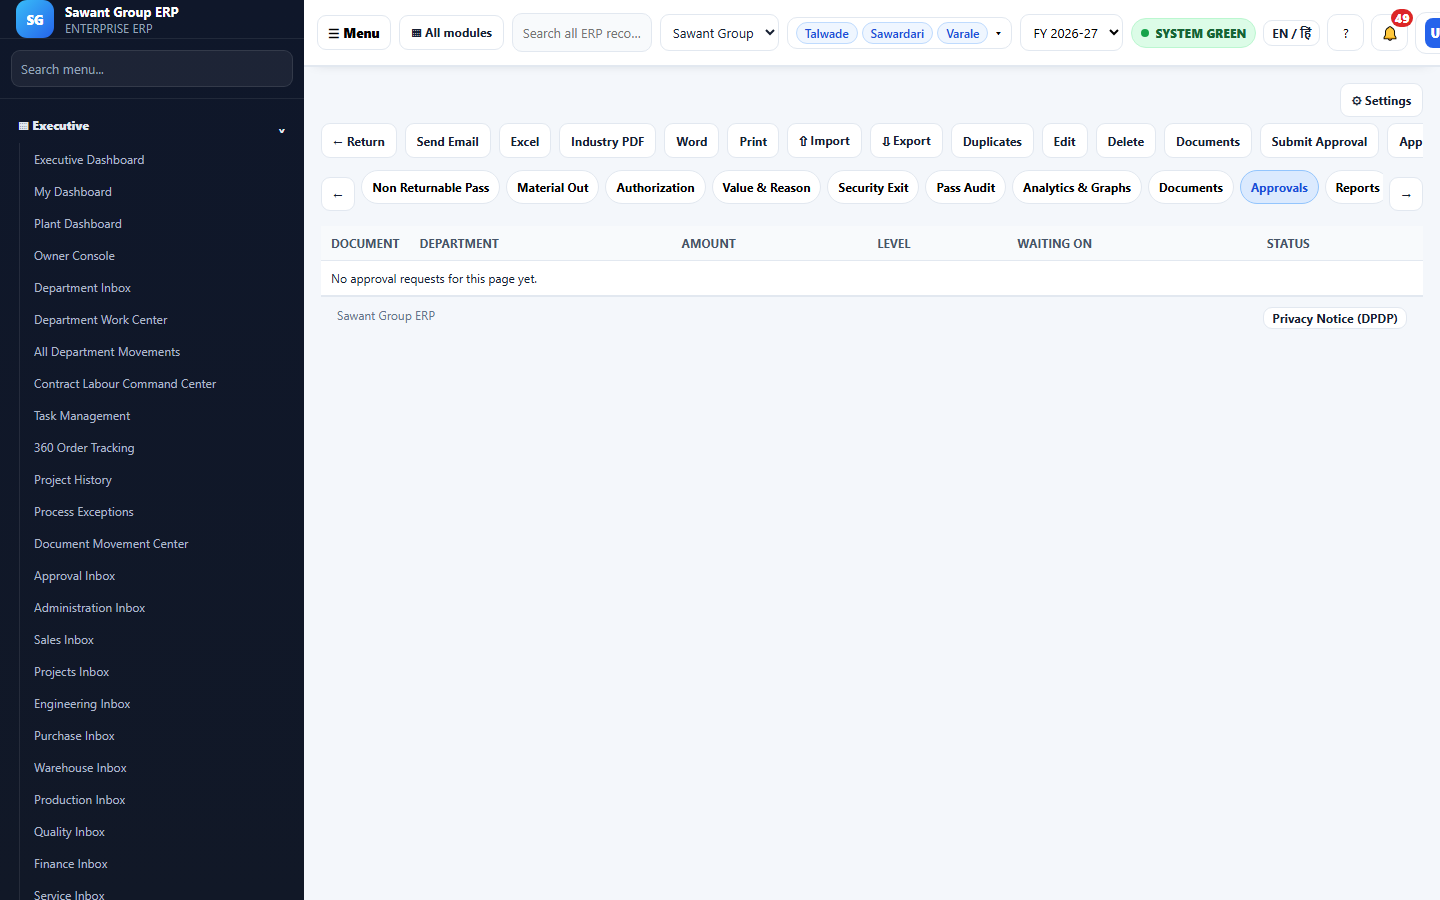 SG
Sawant Group ERP
ENTERPRISE ERP
Search menu...
Executive
Executive Dashboard
My Dashboard
Plant Dashboard
Owner Console
Department Inbox
Department Work Center
All Department Movements
Contract Labour Command Center
Task Management
360 Order Tracking
Project History
Process Exceptions
Document Movement Center
Approval Inbox
Administration Inbox
Sales Inbox
Projects Inbox
Engineering Inbox
Purchase Inbox
Warehouse Inbox
Production Inbox
Quality Inbox
Finance Inbox
Service Inbox
☰ Menu
All modules
Search all ERP reco...
Sawant Group
Talwade
Sawardari
Varale
FY 2026-27
SYSTEM GREEN
EN / हिं
?
49
U
⚙ Settings
← Return
Send Email
Excel
Industry PDF
Word
Print
⇧ Import
⇩ Export
Duplicates
Edit
Delete
Documents
Submit Approval
App
←
Non Returnable Pass
Material Out
Authorization
Value & Reason
Security Exit
Pass Audit
Analytics & Graphs
Documents
Approvals
Reports
→
DOCUMENT DEPARTMENT AMOUNT LEVEL WAITING ON STATUS
No approval requests for this page yet.
Sawant Group ERP
Privacy Notice (DPDP)